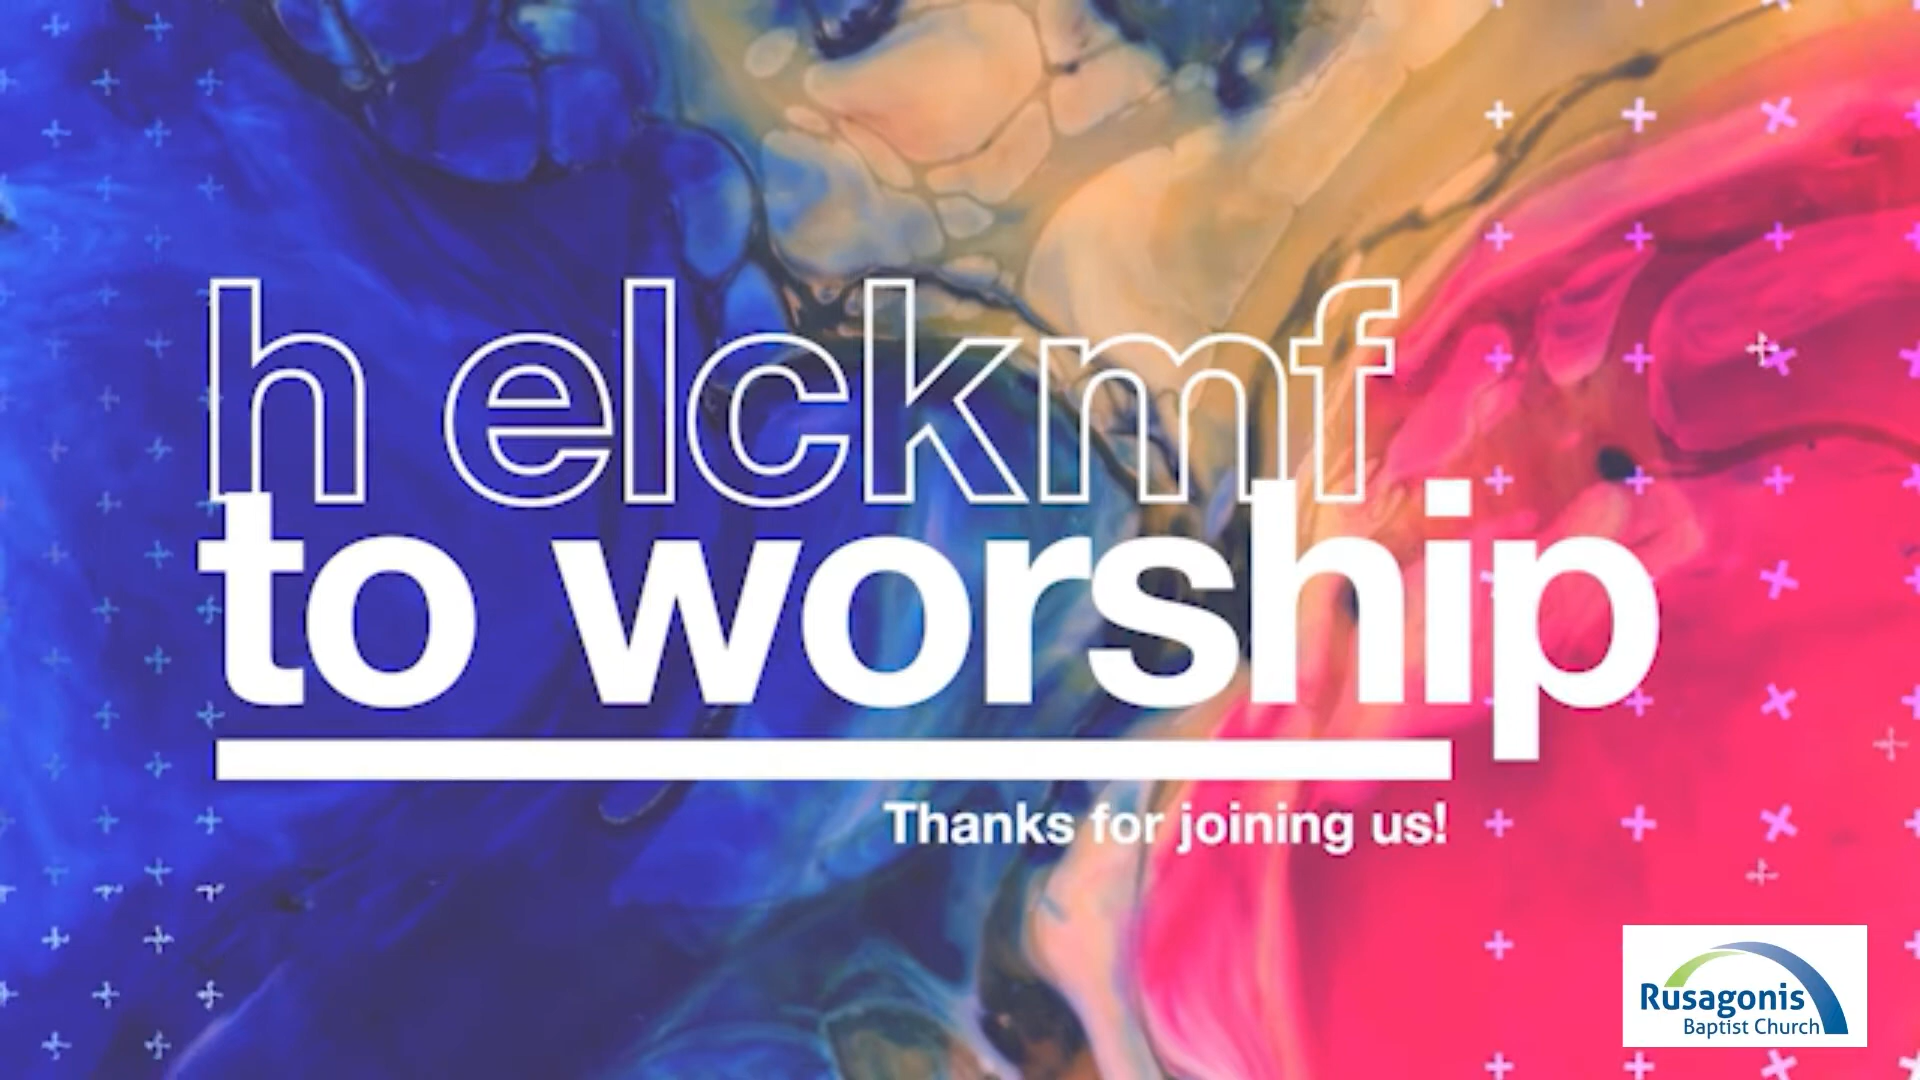 h elckmf
to worship
Thanks for joining us!
Rusagonis
Baptist Church